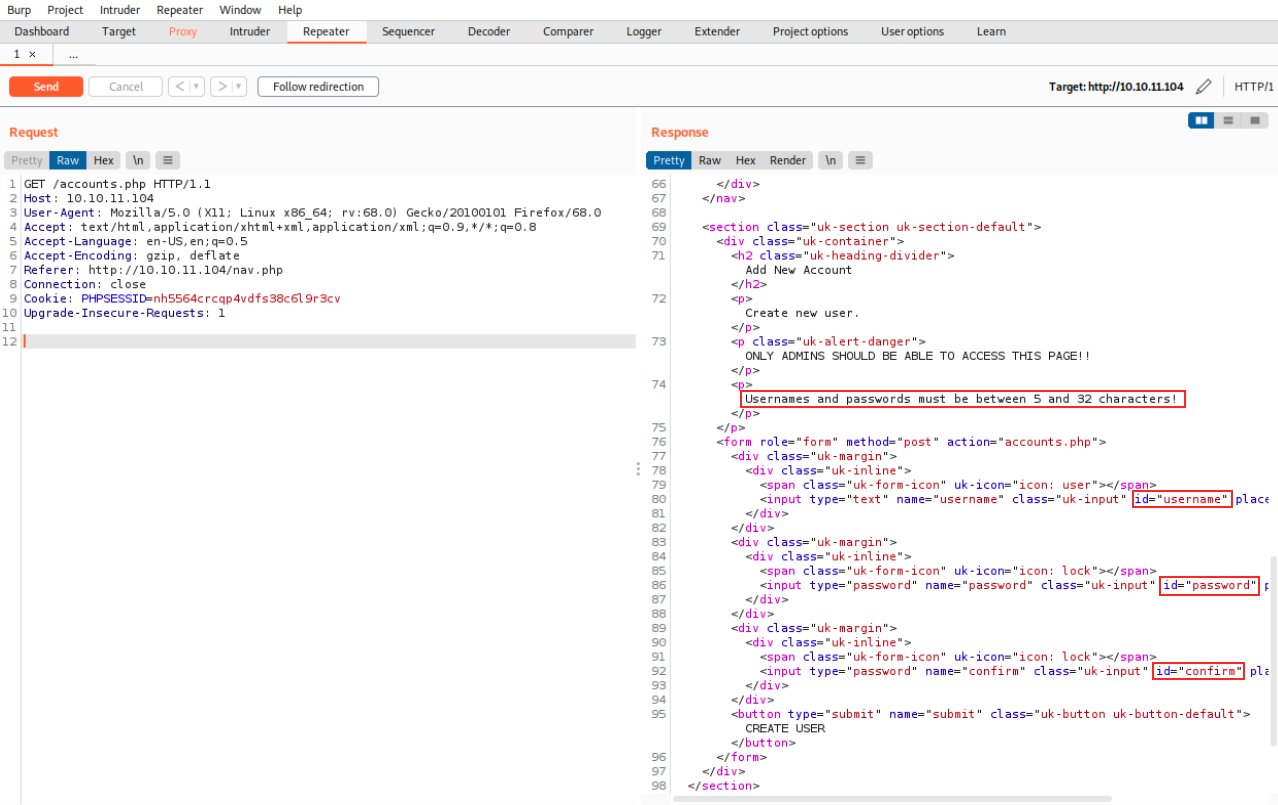 Burp Project Intruder Repeater Window Help
Dashboard Target Proxy Intruder Repeater Sequencer Decoder Comparer Logger Extender Project options User options Learn
1 × ...
Send Cancel < > Follow redirection Target: http://10.10.11.104 HTTP/1
Request
Pretty Raw Hex \n
1 GET /accounts.php HTTP/1.1
2 Host: 10.10.11.104
3 User-Agent: Mozilla/5.0 (X11; Linux x86_64; rv:68.0) Gecko/20100101 Firefox/68.0
4 Accept: text/html,application/xhtml+xml,application/xml;q=0.9,*/*;q=0.8
5 Accept-Language: en-US,en;q=0.5
6 Accept-Encoding: gzip, deflate
7 Referer: http://10.10.11.104/nav.php
8 Connection: close
9 Cookie: PHPSESSID=nh5564crcqp4vdfs38c6l9r3cv
10 Upgrade-Insecure-Requests: 1
11
12
Response
Pretty Raw Hex Render \n
66 </div>
67 </nav>
68
69 <section class="uk-section uk-section-default">
70 <div class="uk-container">
71 <h2 class="uk-heading-divider">
Add New Account
</h2>
72 <p>
Create new user.
</p>
73 <p class="uk-alert-danger">
ONLY ADMINS SHOULD BE ABLE TO ACCESS THIS PAGE!!
</p>
74 <p>
Usernames and passwords must be between 5 and 32 characters!
</p>
75 </p>
76 <form role="form" method="post" action="accounts.php">
77 <div class="uk-margin">
78 <div class="uk-inline">
79 <span class="uk-form-icon" uk-icon="icon: user"></span>
80 <input type="text" name="username" class="uk-input" id="username" place
81 </div>
82 </div>
83 <div class="uk-margin">
84 <div class="uk-inline">
85 <span class="uk-form-icon" uk-icon="icon: lock"></span>
86 <input type="password" name="password" class="uk-input" id="password" p
87 </div>
88 </div>
89 <div class="uk-margin">
90 <div class="uk-inline">
91 <span class="uk-form-icon" uk-icon="icon: lock"></span>
92 <input type="password" name="confirm" class="uk-input" id="confirm" pla
93 </div>
94 </div>
95 <button type="submit" name="submit" class="uk-button uk-button-default">
CREATE USER
</button>
96 </form>
97 </div>
98 </section>